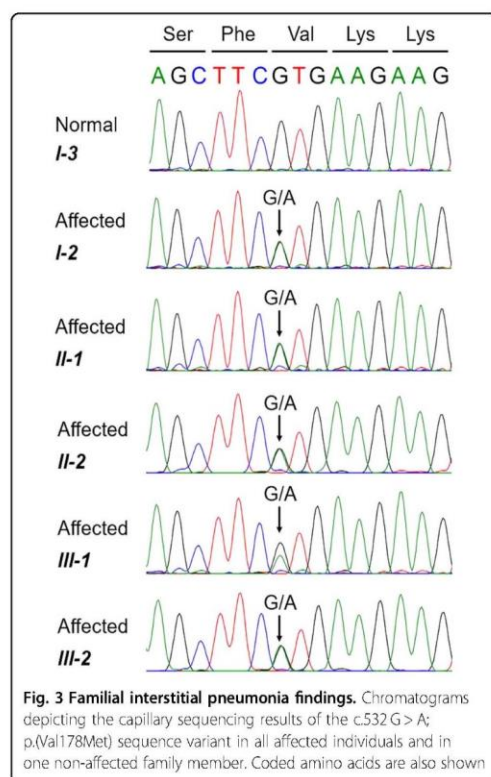 Ser Phe Val Lys Lys
AGCTTCGTGAAGAAG
Normal
I-3
G/A
Affected
I-2
G/A
Affected
II-1
G/A
Affected
II-2
G/A
Affected
III-1
G/A
Affected
III-2
Fig. 3 Familial interstitial pneumonia findings. Chromatograms
depicting the capillary sequencing results of the c.532 G > A;
p.(Val178Met) sequence variant in all affected individuals and in
one non-affected family member. Coded amino acids are also shown